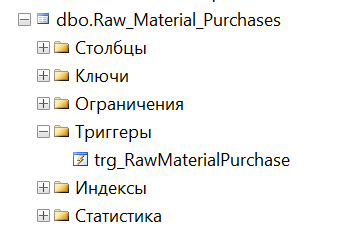 dbo.Raw_Material_Purchases
Столбцы
Ключи
Ограничения
Триггеры
trg_RawMaterialPurchase
Индексы
Статистика